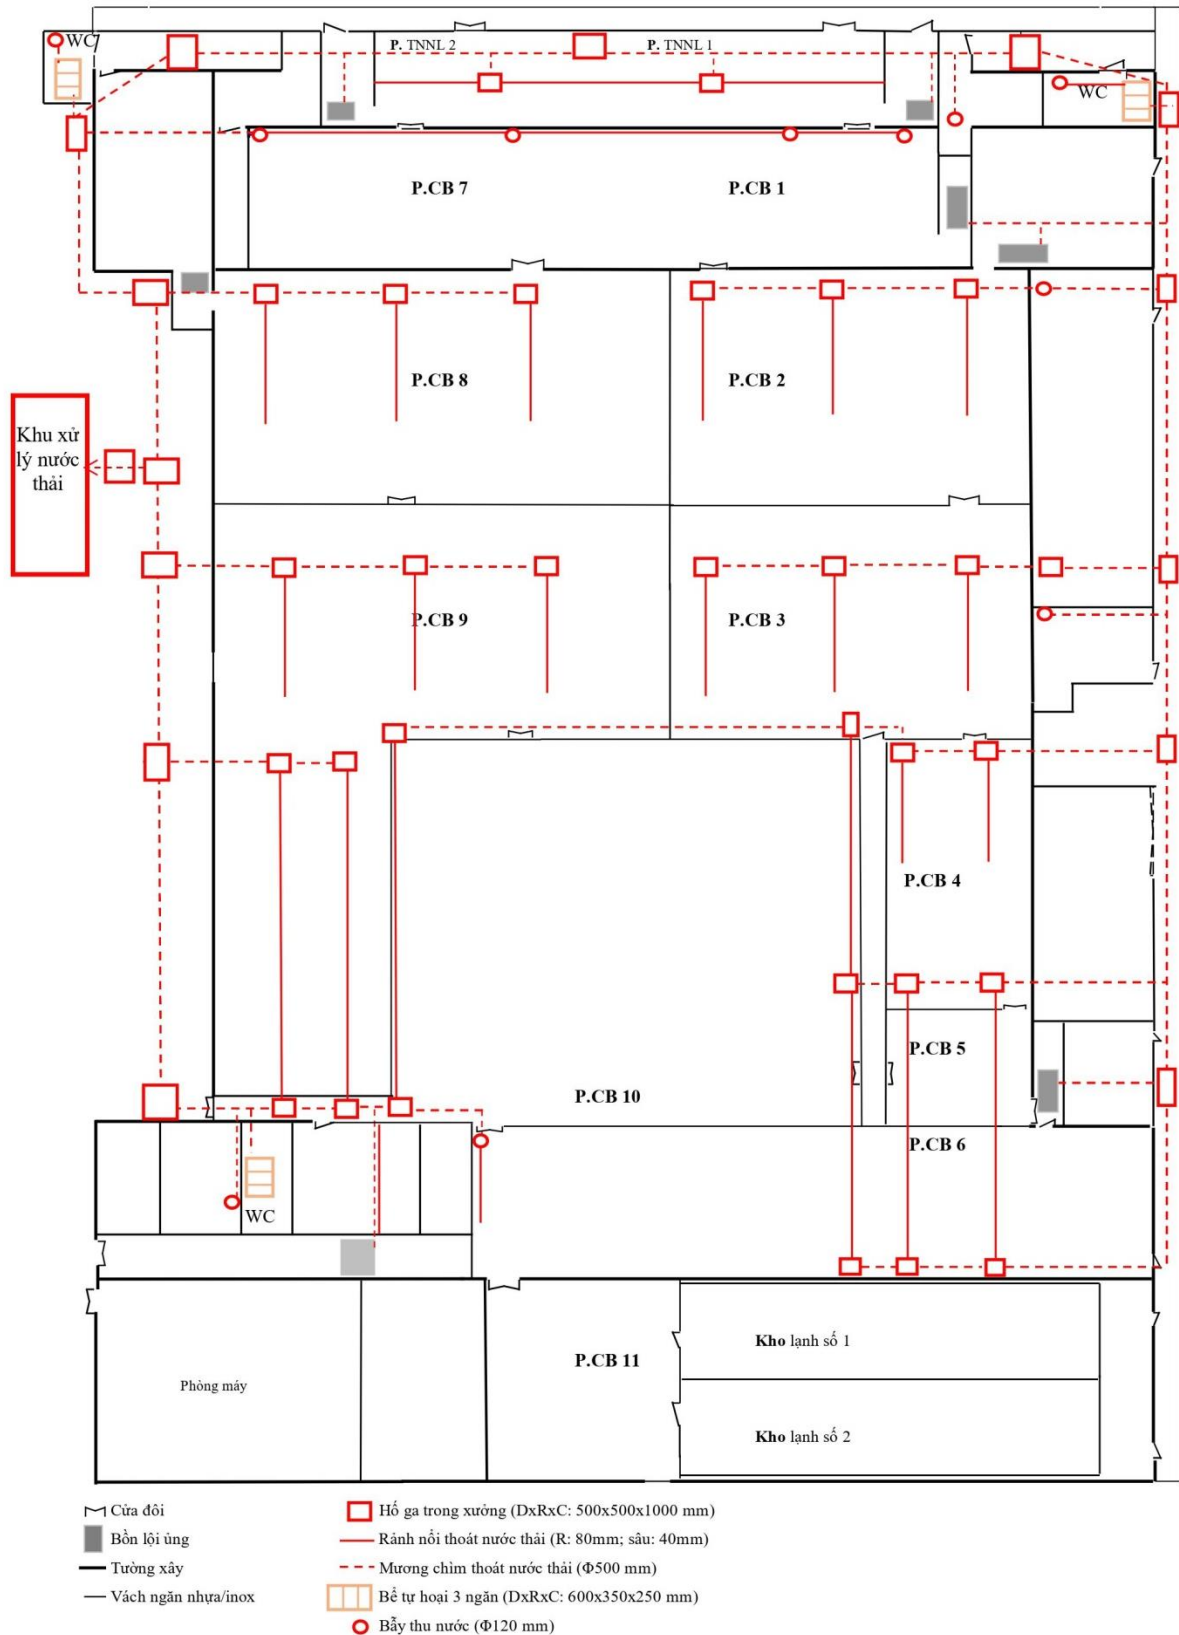 WC
P. TNNL 2
P. TNNL 1
WC
P.CB 7
P.CB 1
P.CB 8
P.CB 2
Khu xử
lý nước
thải
P.CB 9
P.CB 3
P.CB 4
P.CB 5
P.CB 10
P.CB 6
WC
Kho lạnh số 1
P.CB 11
Phòng máy
Kho lạnh số 2
Cửa đôi
Hố ga trong xưởng (DxRxC: 500x500x1000 mm)
Bồn lội ủng
Rảnh nổi thoát nước thải (R: 80mm; sâu: 40mm)
Tường xây
Mương chìm thoát nước thải (Φ500 mm)
Vách ngăn nhựa/inox
Bể tự hoại 3 ngăn (DxRxC: 600x350x250 mm)
Bẫy thu nước (Φ120 mm)